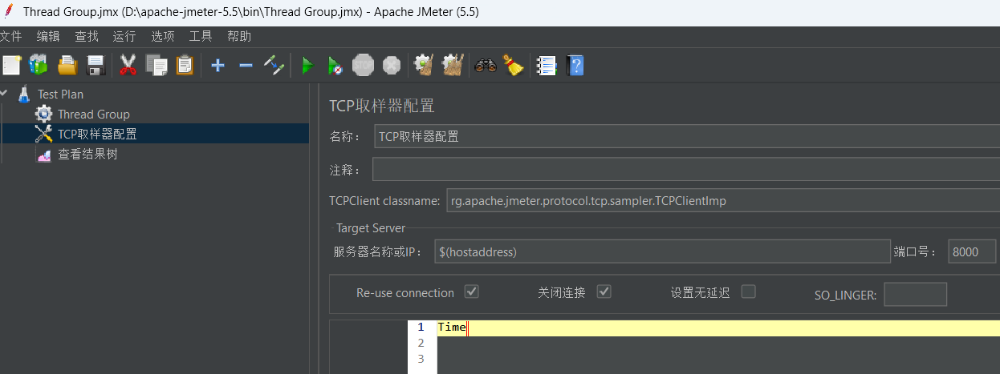 Thread Group.jmx (D:\apache-jmeter-5.5\bin\Thread Group.jmx) - Apache JMeter (5.5)
文件 编辑 查找 运行 选项 工具 帮助
STOP
Test Plan
Thread Group
TCP取样器配置
查看结果树
TCP取样器配置
名称： TCP取样器配置
注释：
TCPClient classname: rg.apache.jmeter.protocol.tcp.sampler.TCPClientImp
Target Server
服务器名称或IP： $(hostaddress) 端口号： 8000
Re-use connection 关闭连接 设置无延迟 SO_LINGER:
1 Time
2
3